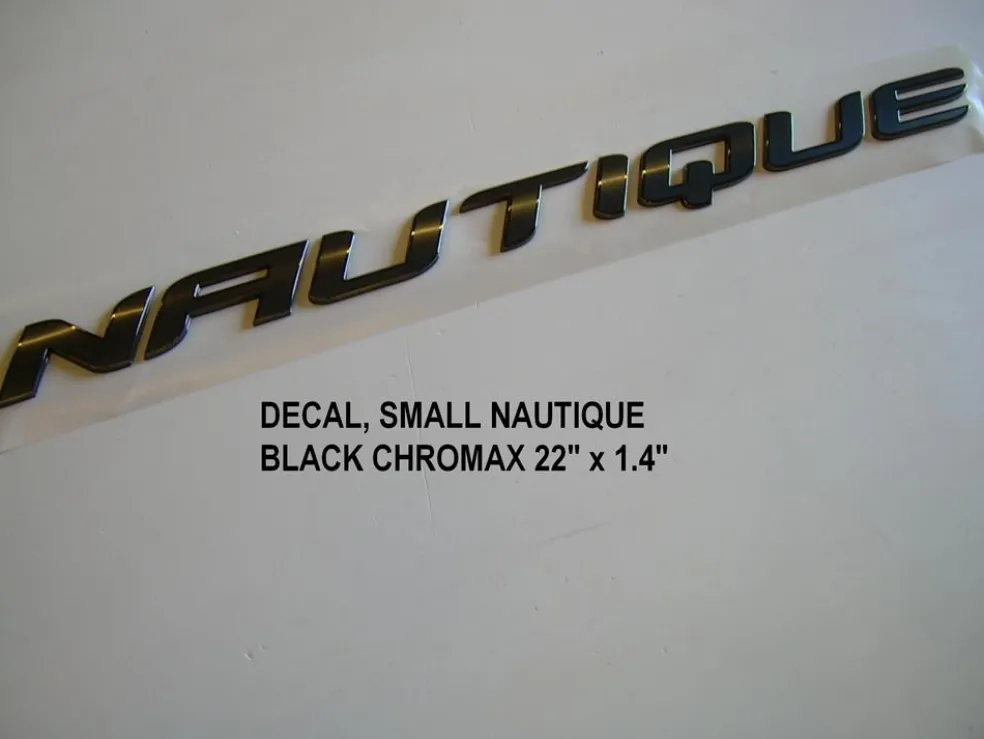 NAUTIQUE
DECAL, SMALL NAUTIQUE
BLACK CHROMAX 22" x 1.4"